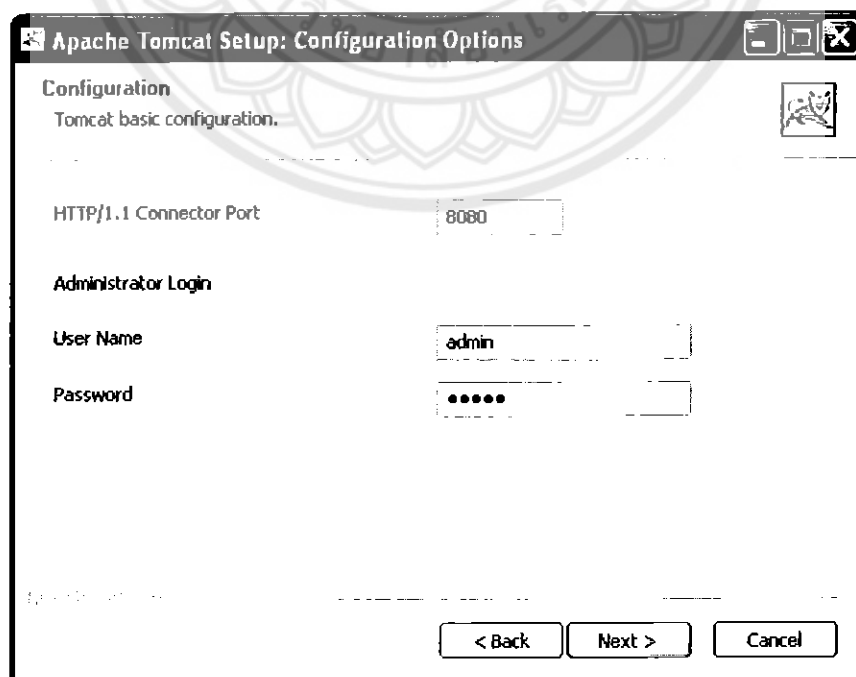 Apache Tomcat Setup: Configuration Options
Configuration
Tomcat basic configuration.
HTTP/1.1 Connector Port
8080
Administrator Login
User Name
admin
Password
•••••
< Back
Next >
Cancel